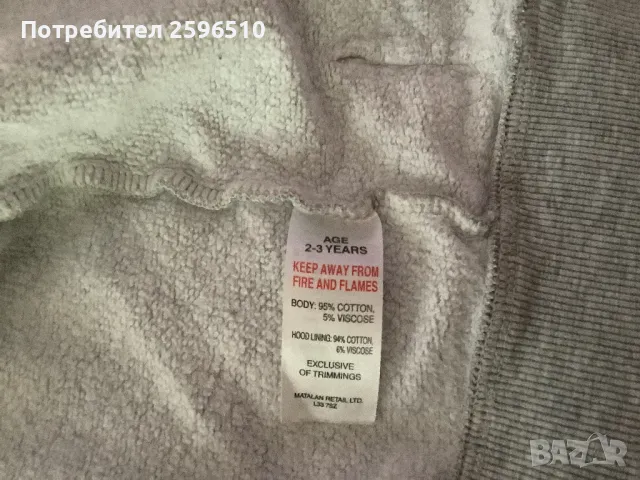 Потребител 2596510
AGE
2-3 YEARS
KEEP AWAY FROM
FIRE AND FLAMES
BODY: 95% COTTON,
5% VISCOSE
HOOD LINING: 94% COTTON,
6% VISCOSE
EXCLUSIVE
OF TRIMMINGS
MATALAN RETAIL LTD.
L33 7SZ
BAZAR